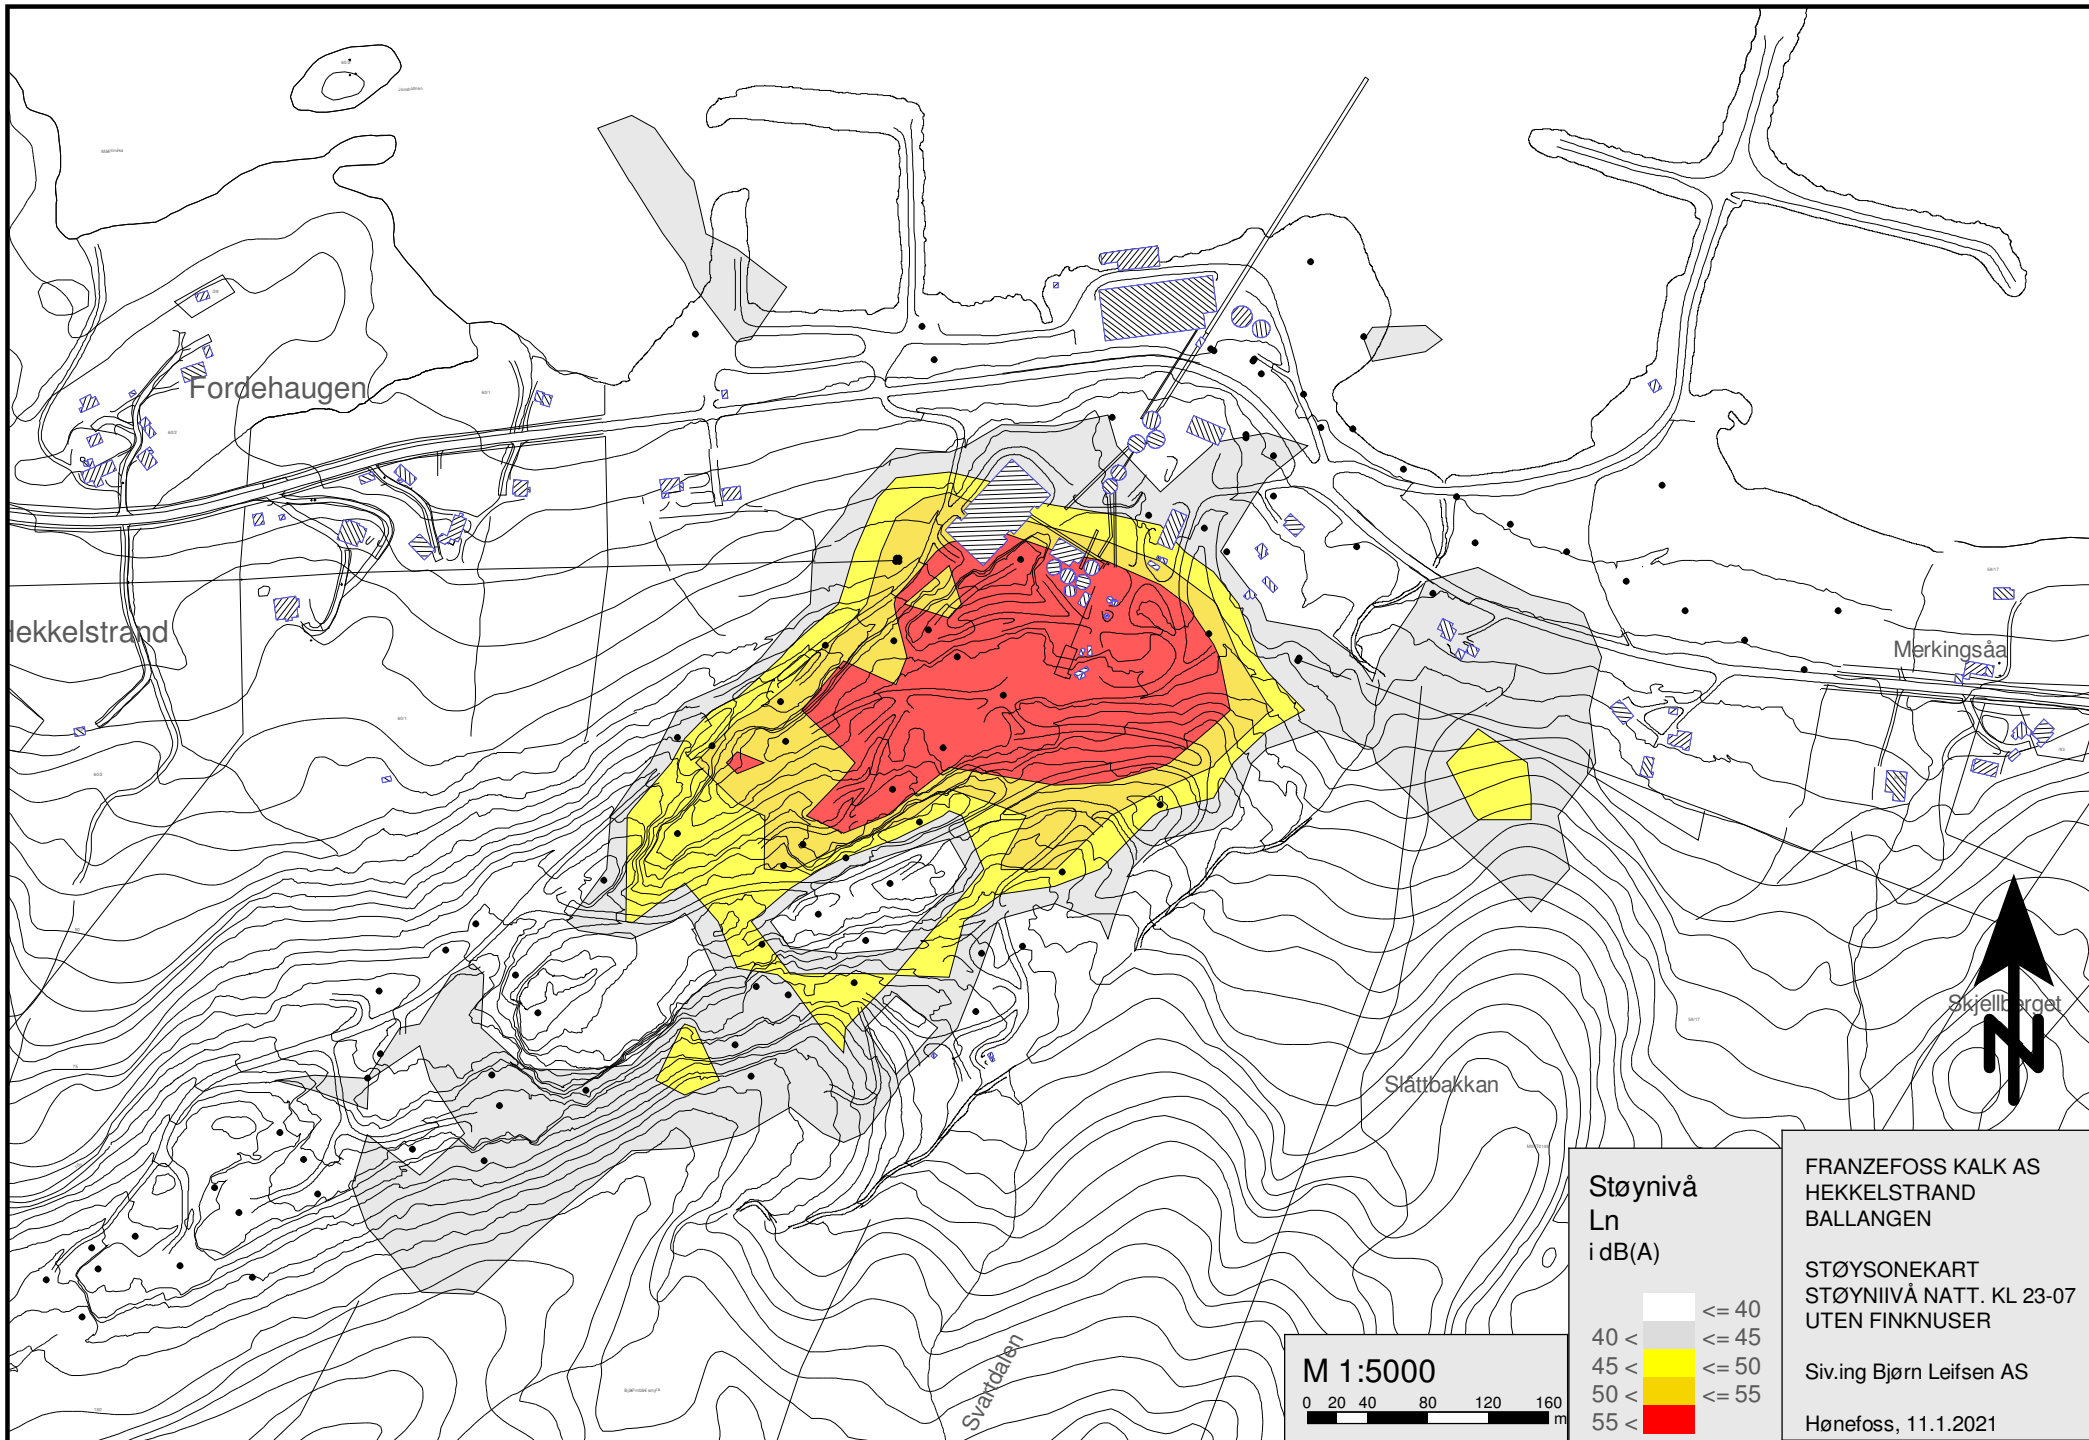 Fordehaugen
Hekkelstrand
Merkingsåa
Skjellberget
Slåttbakkan
Svartdalen
M 1:5000
0 20 40 80 120 160
m
Støynivå
Ln
i dB(A)
<= 40
40 < <= 45
45 < <= 50
50 < <= 55
55 <
FRANZEFOSS KALK AS
HEKKELSTRAND
BALLANGEN
STØYSONEKART
STØYNIIVÅ NATT. KL 23-07
UTEN FINKNUSER
Siv.ing Bjørn Leifsen AS
Hønefoss, 11.1.2021
N